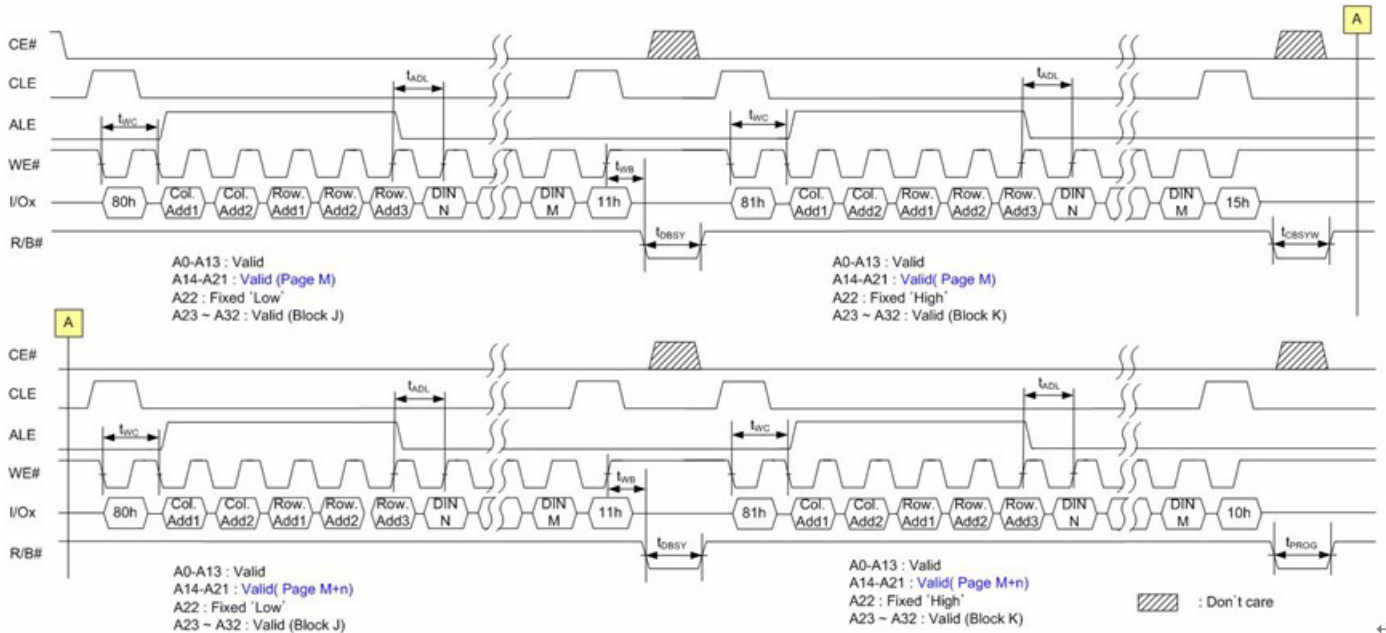 A
CE#
CLE
tADL
tADL
ALE
tWC
tWC
WE#
tWB
I/Ox
80h
Col. Add1
Col. Add2
Row. Add1
Row. Add2
Row. Add3
DIN N
DIN M
11h
81h
Col. Add1
Col. Add2
Row. Add1
Row. Add2
Row. Add3
DIN N
DIN M
15h
R/B#
tDBSY
tCBSYW
A0-A13 : Valid
A14-A21 : Valid (Page M)
A22 : Fixed 'Low'
A23 ~ A32 : Valid (Block J)
A0-A13 : Valid
A14-A21 : Valid( Page M)
A22 : Fixed 'High'
A23 ~ A32 : Valid (Block K)
A
CE#
CLE
tADL
tADL
ALE
tWC
tWC
WE#
tWB
I/Ox
80h
Col. Add1
Col. Add2
Row. Add1
Row. Add2
Row. Add3
DIN N
DIN M
11h
81h
Col. Add1
Col. Add2
Row. Add1
Row. Add2
Row. Add3
DIN N
DIN M
10h
R/B#
tDBSY
tPROG
A0-A13 : Valid
A14-A21 : Valid( Page M+n)
A22 : Fixed 'Low'
A23 ~ A32 : Valid (Block J)
A0-A13 : Valid
A14-A21 : Valid( Page M+n)
A22 : Fixed 'High'
A23 ~ A32 : Valid (Block K)
: Don't care